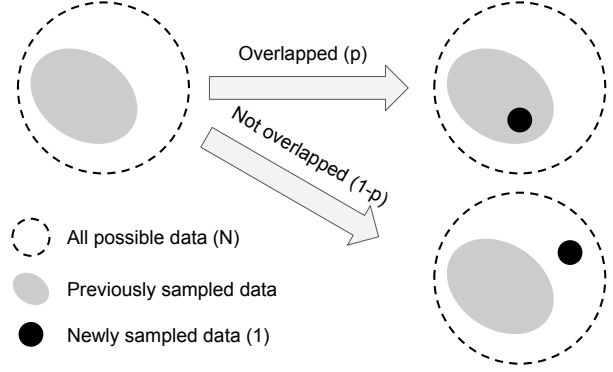 Overlapped (p)
Not overlapped (1-p)
All possible data (N)
Previously sampled data
Newly sampled data (1)